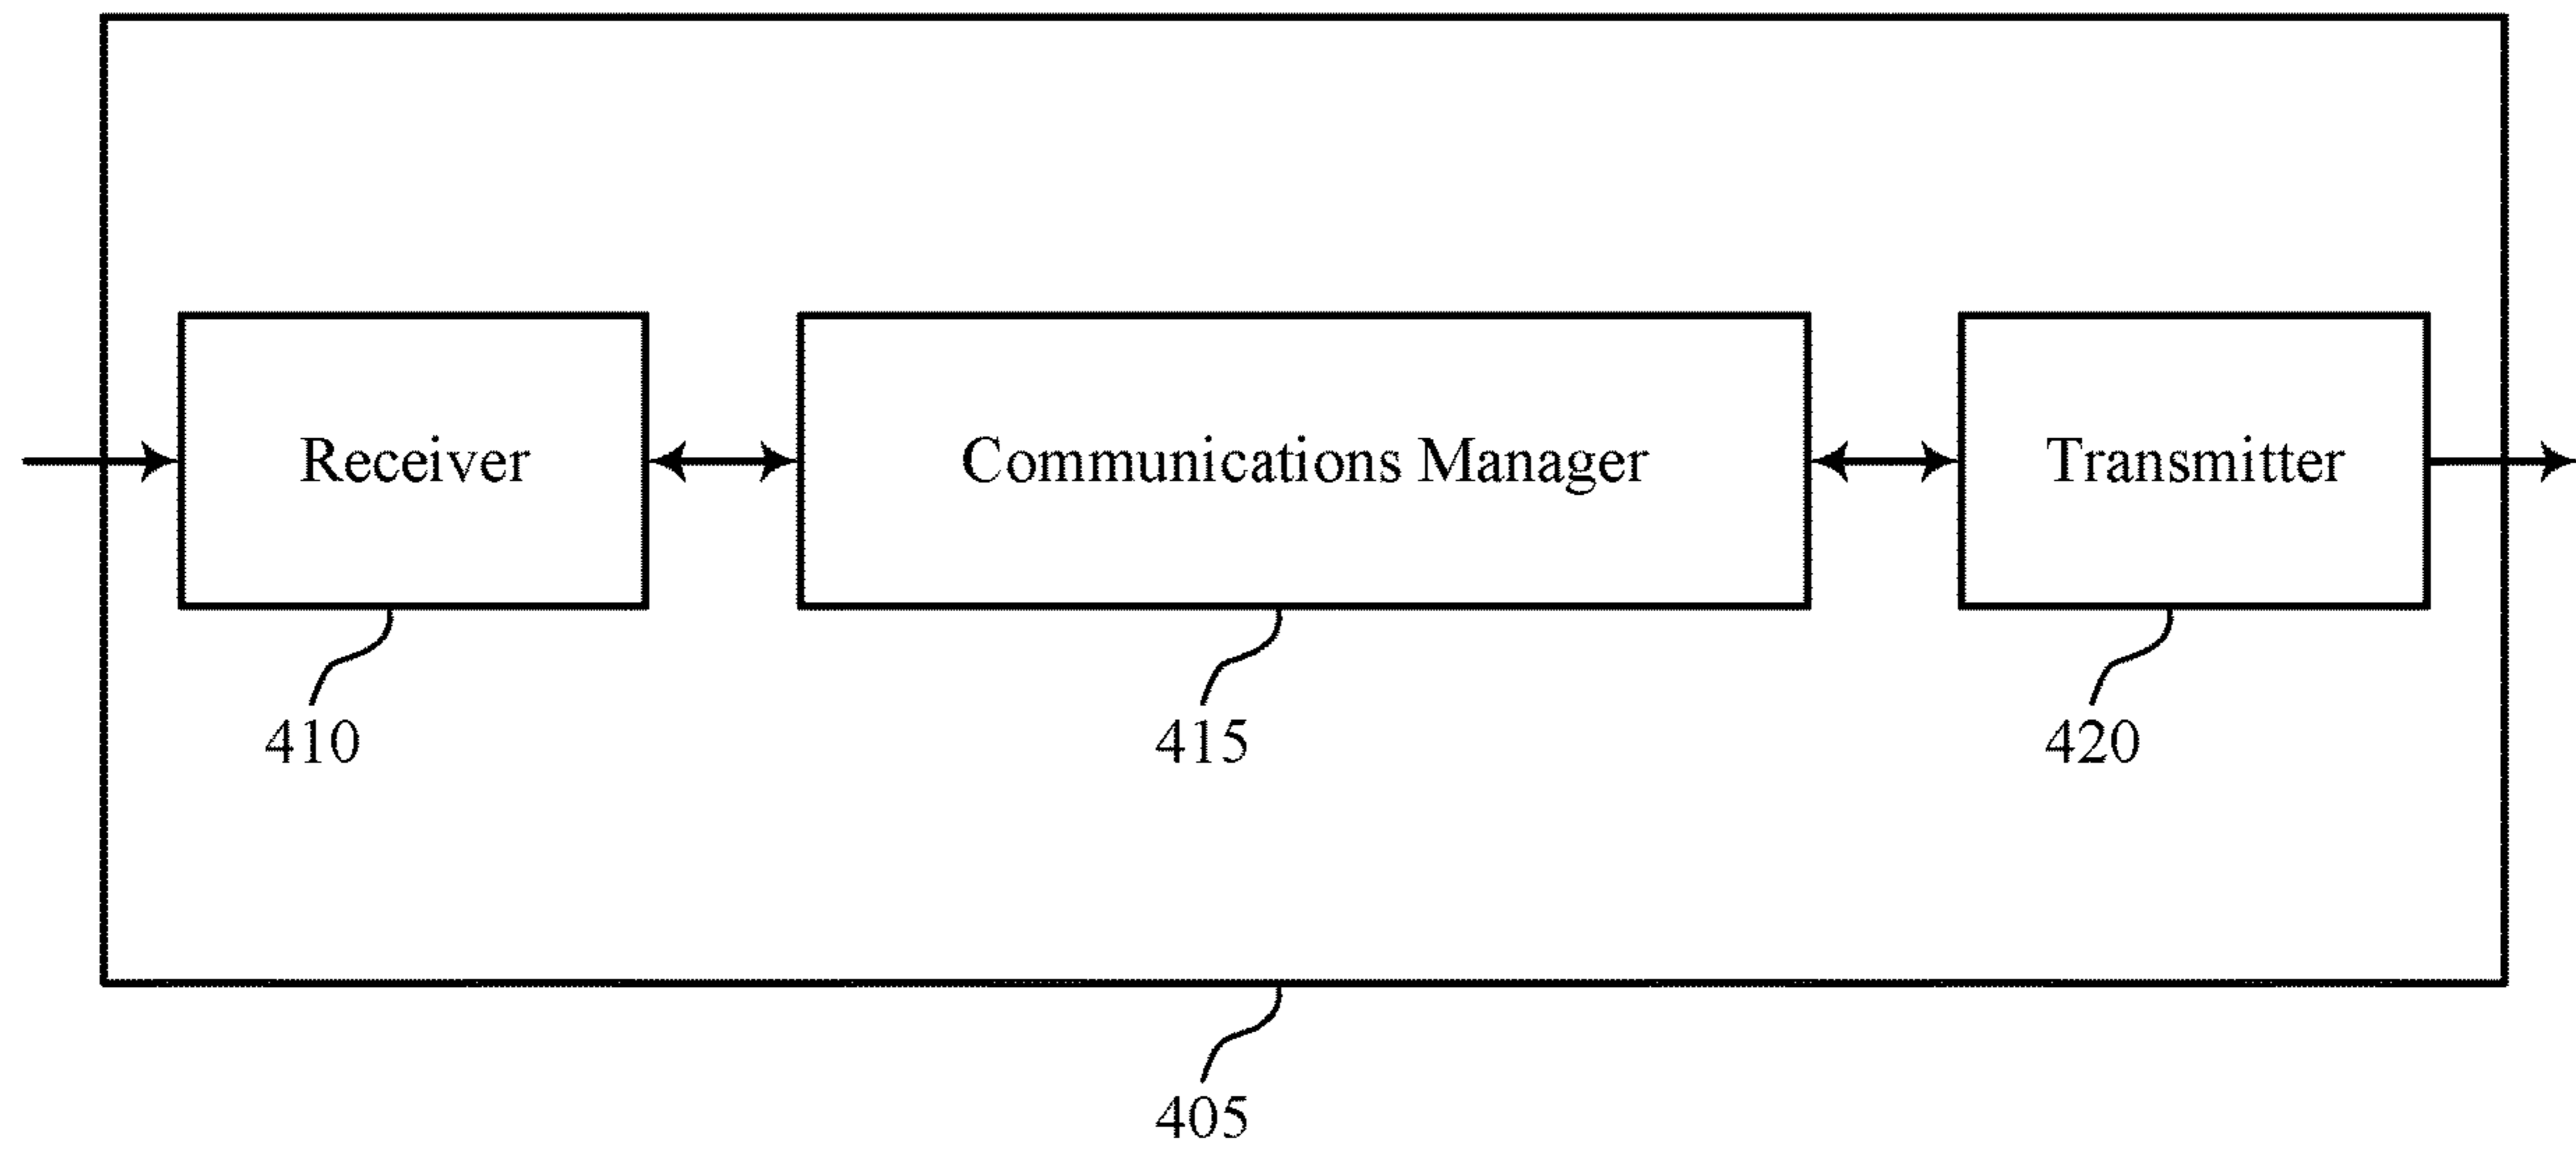 Receiver
Communications Manager
Transmitter
410
415
420
405